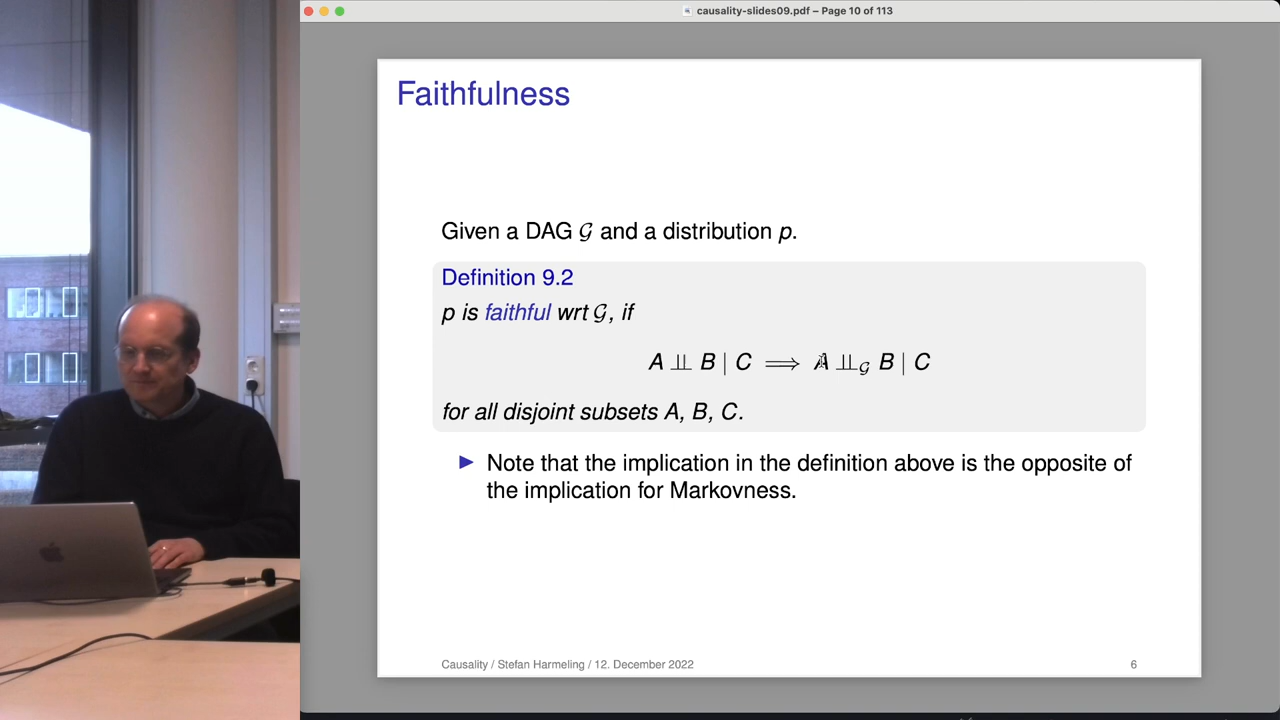 causality-slides09.pdf – Page 10 of 113
Faithfulness
Given a DAG 𝒢 and a distribution p.
Definition 9.2
p is faithful wrt 𝒢, if
A ⫫ B | C ⟹ A ⫫𝒢 B | C
for all disjoint subsets A, B, C.
► Note that the implication in the definition above is the opposite of
the implication for Markovness.
Causality / Stefan Harmeling / 12. December 2022 6